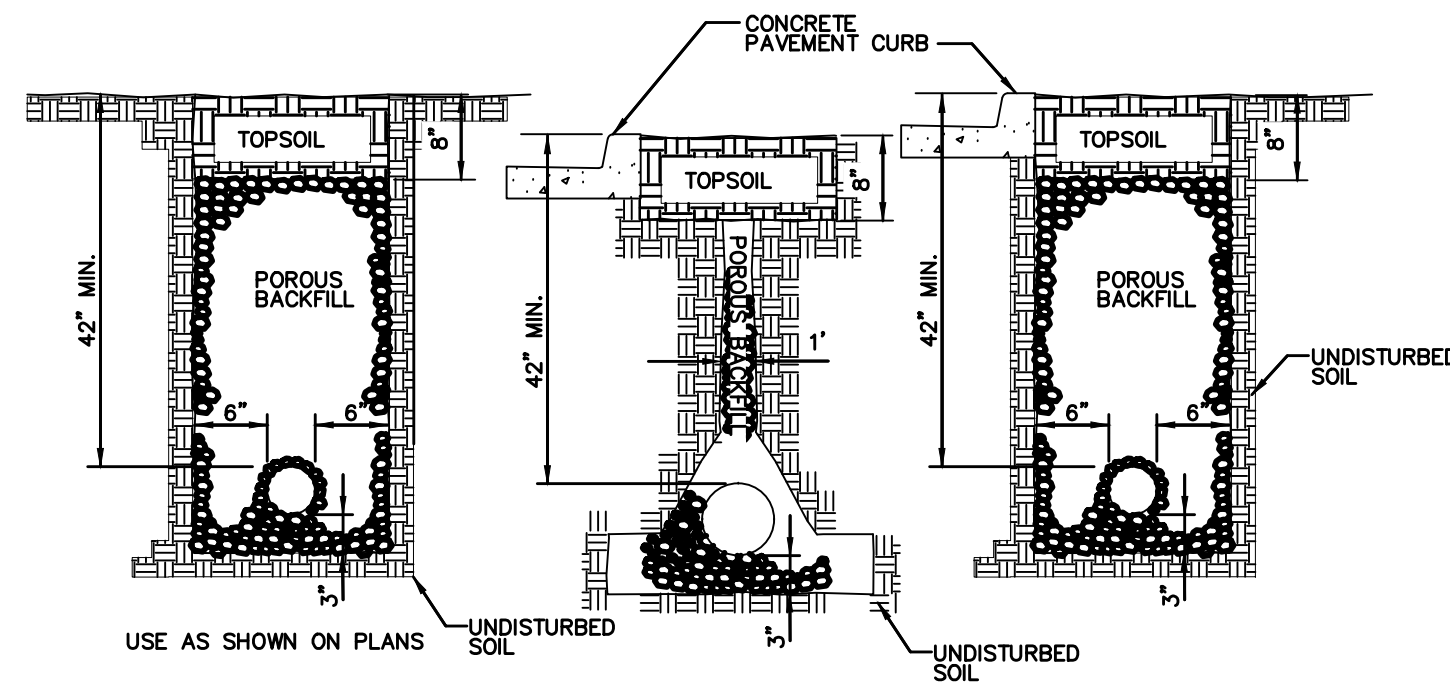 CONCRETE
PAVEMENT CURB
TOPSOIL
8"
POROUS
BACKFILL
42" MIN.
6"
6"
3"
USE AS SHOWN ON PLANS
UNDISTURBED
SOIL
TOPSOIL
8"
POROUS BACKFILL
42" MIN.
1'
3"
UNDISTURBED
SOIL
TOPSOIL
8"
POROUS
BACKFILL
42" MIN.
6"
6"
3"
UNDISTURBED
SOIL